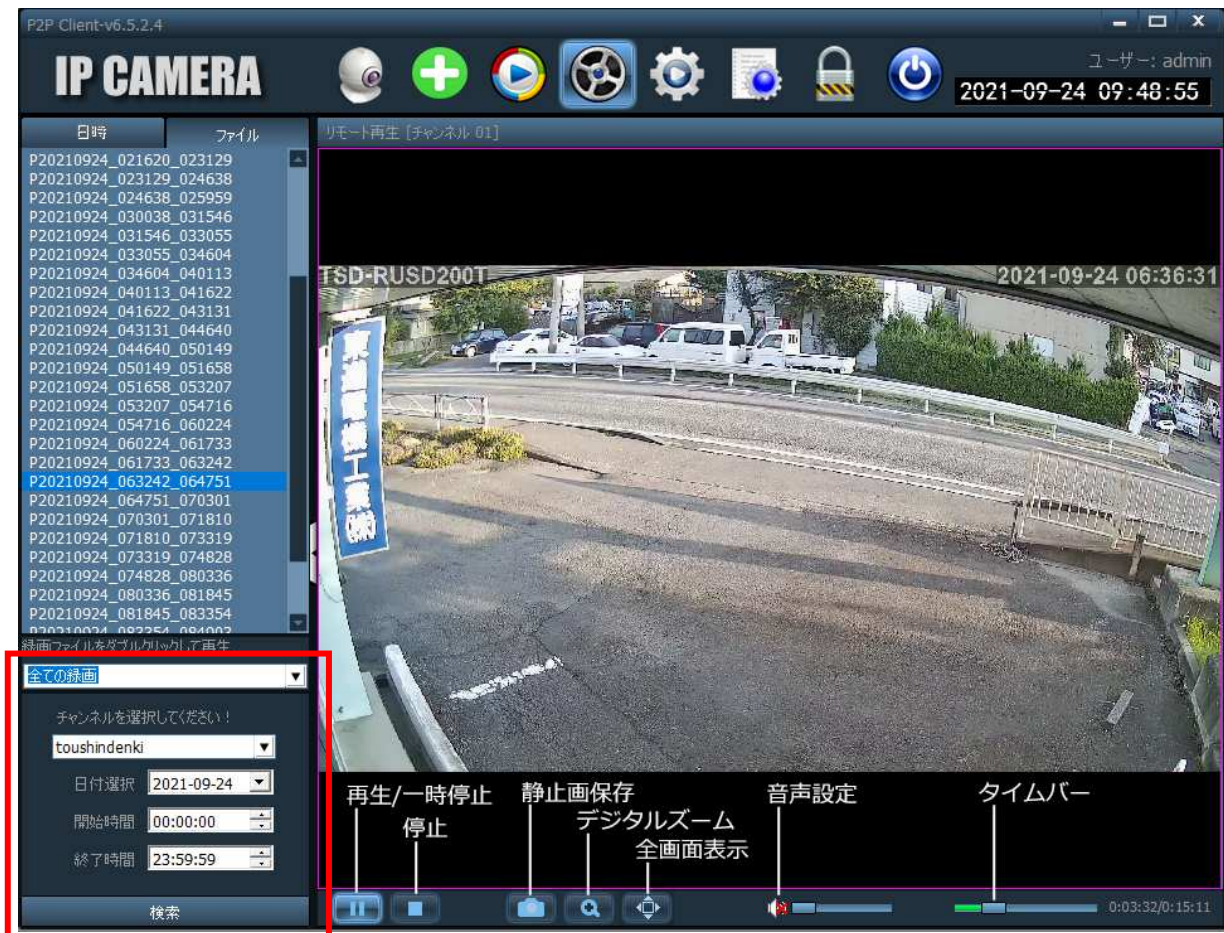 P2P Client-v6.5.2.4
IP CAMERA
ユーザー: admin
2021-09-24 09:48:55
日時
ファイル
リモート再生 [チャンネル 01]
P20210924_021620_023129
P20210924_023129_024638
P20210924_024638_025959
P20210924_030038_031546
P20210924_031546_033055
P20210924_033055_034604
P20210924_034604_040113
P20210924_040113_041622
P20210924_041622_043131
P20210924_043131_044640
P20210924_044640_050149
P20210924_050149_051658
P20210924_051658_053207
P20210924_053207_054716
P20210924_054716_060224
P20210924_060224_061733
P20210924_061733_063242
P20210924_063242_064751
P20210924_064751_070301
P20210924_070301_071810
P20210924_071810_073319
P20210924_073319_074828
P20210924_074828_080336
P20210924_080336_081845
P20210924_081845_083354
P20210924_083354_084903
録画ファイルをダブルクリックして再生
全ての録画
チャンネルを選択してください！
toushindenki
日付選択 2021-09-24
開始時間 00:00:00
終了時間 23:59:59
検索
TSD-RUSD200T
2021-09-24 06:36:31
機工業㈱
再生/一時停止
静止画保存
音声設定
タイムバー
停止
デジタルズーム
全画面表示
0:03:32/0:15:11